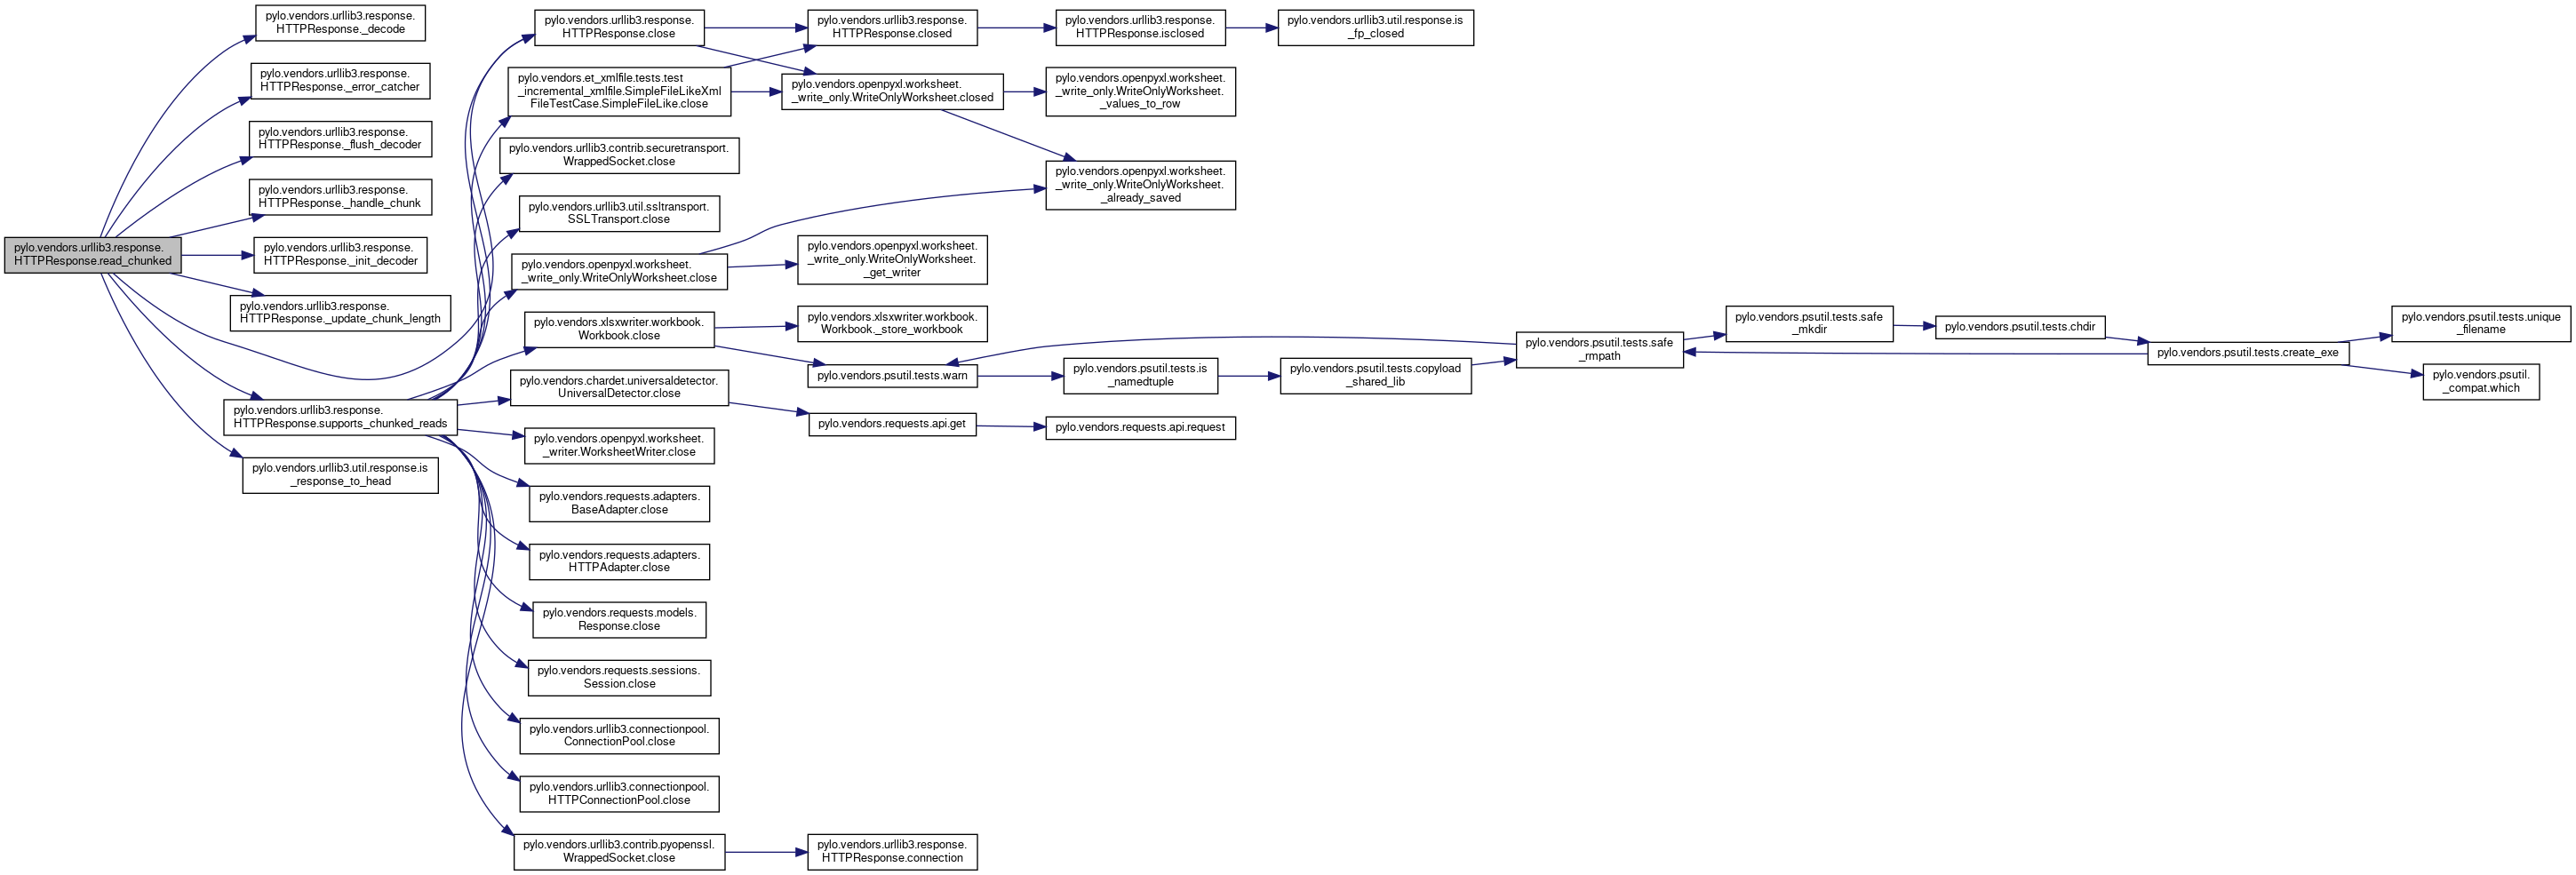 pylo.vendors.urllib3.response.
HTTPResponse.read_chunked
pylo.vendors.urllib3.response.
HTTPResponse._decode
pylo.vendors.urllib3.response.
HTTPResponse._error_catcher
pylo.vendors.urllib3.response.
HTTPResponse._flush_decoder
pylo.vendors.urllib3.response.
HTTPResponse._handle_chunk
pylo.vendors.urllib3.response.
HTTPResponse._init_decoder
pylo.vendors.urllib3.response.
HTTPResponse._update_chunk_length
pylo.vendors.urllib3.response.
HTTPResponse.supports_chunked_reads
pylo.vendors.urllib3.util.response.is
_response_to_head
pylo.vendors.urllib3.response.
HTTPResponse.close
pylo.vendors.et_xmlfile.tests.test
_incremental_xmlfile.SimpleFileLikeXml
FileTestCase.SimpleFileLike.close
pylo.vendors.urllib3.contrib.securetransport.
WrappedSocket.close
pylo.vendors.urllib3.util.ssltransport.
SSLTransport.close
pylo.vendors.openpyxl.worksheet.
_write_only.WriteOnlyWorksheet.close
pylo.vendors.xlsxwriter.workbook.
Workbook.close
pylo.vendors.chardet.universaldetector.
UniversalDetector.close
pylo.vendors.openpyxl.worksheet.
_writer.WorksheetWriter.close
pylo.vendors.requests.adapters.
BaseAdapter.close
pylo.vendors.requests.adapters.
HTTPAdapter.close
pylo.vendors.requests.models.
Response.close
pylo.vendors.requests.sessions.
Session.close
pylo.vendors.urllib3.connectionpool.
ConnectionPool.close
pylo.vendors.urllib3.connectionpool.
HTTPConnectionPool.close
pylo.vendors.urllib3.contrib.pyopenssl.
WrappedSocket.close
pylo.vendors.urllib3.response.
HTTPResponse.closed
pylo.vendors.openpyxl.worksheet.
_write_only.WriteOnlyWorksheet.closed
pylo.vendors.openpyxl.worksheet.
_write_only.WriteOnlyWorksheet.
_get_writer
pylo.vendors.xlsxwriter.workbook.
Workbook._store_workbook
pylo.vendors.psutil.tests.warn
pylo.vendors.requests.api.get
pylo.vendors.urllib3.response.
HTTPResponse.connection
pylo.vendors.urllib3.response.
HTTPResponse.isclosed
pylo.vendors.openpyxl.worksheet.
_write_only.WriteOnlyWorksheet.
_values_to_row
pylo.vendors.openpyxl.worksheet.
_write_only.WriteOnlyWorksheet.
_already_saved
pylo.vendors.psutil.tests.is
_namedtuple
pylo.vendors.requests.api.request
pylo.vendors.urllib3.util.response.is
_fp_closed
pylo.vendors.psutil.tests.copyload
_shared_lib
pylo.vendors.psutil.tests.safe
_rmpath
pylo.vendors.psutil.tests.safe
_mkdir
pylo.vendors.psutil.tests.chdir
pylo.vendors.psutil.tests.create_exe
pylo.vendors.psutil.tests.unique
_filename
pylo.vendors.psutil.
_compat.which